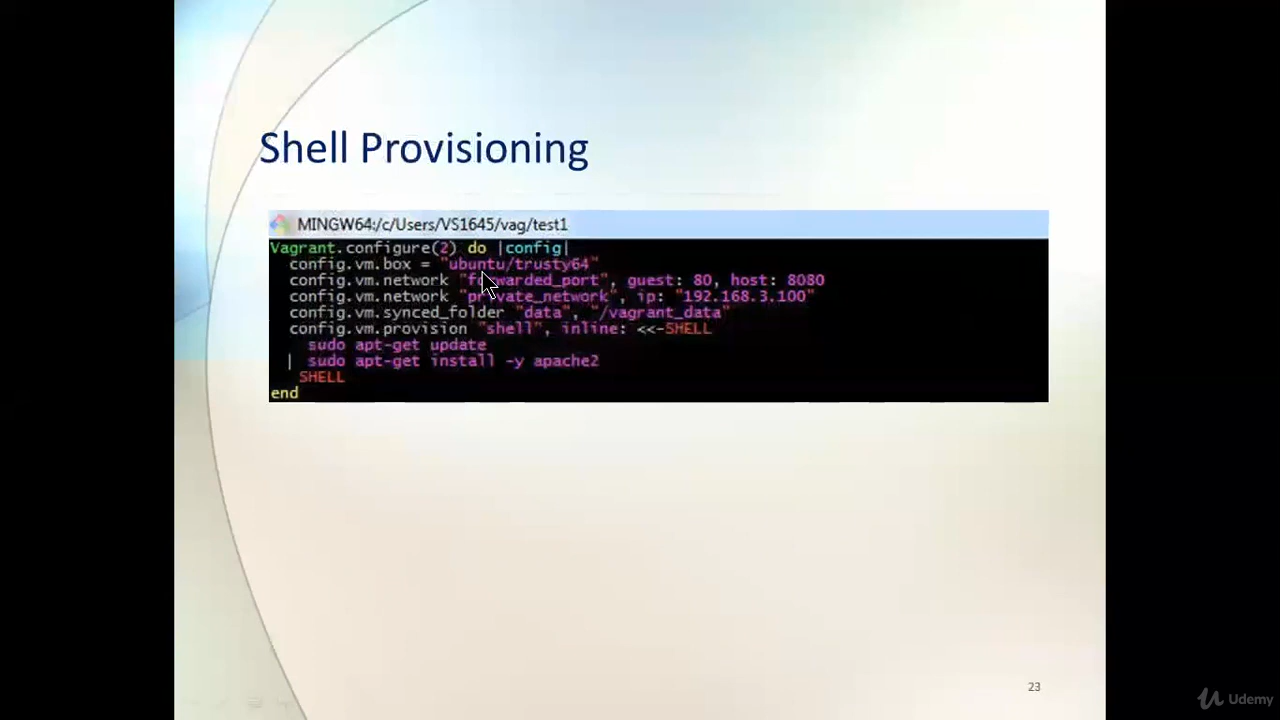 Shell Provisioning
MINGW64:/c/Users/VS1645/vag/test1
Vagrant.configure(2) do |config|
config.vm.box = "ubuntu/trusty64"
config.vm.network "forwarded_port", guest: 80, host: 8080
config.vm.network "private_network", ip: "192.168.3.100"
config.vm.synced_folder "data", "/vagrant_data"
config.vm.provision "shell", inline: <<-SHELL
sudo apt-get update
| sudo apt-get install -y apache2
SHELL
end
23
Udemy